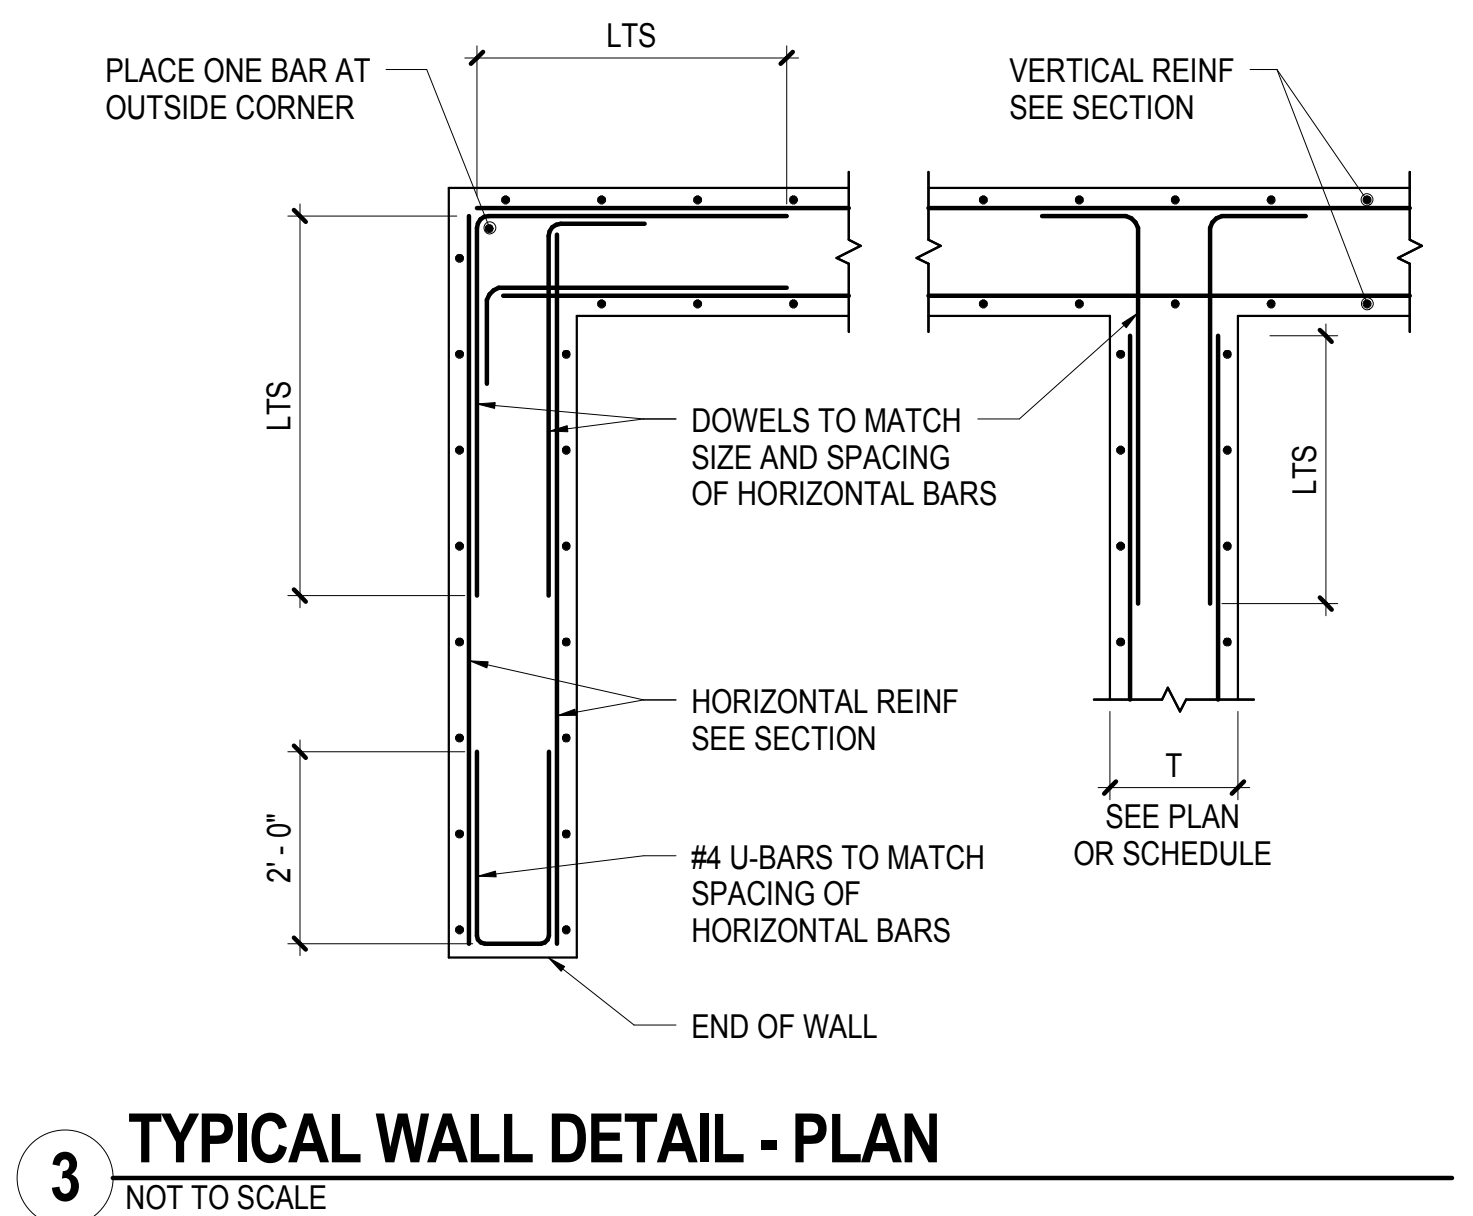 LTS
PLACE ONE BAR AT
OUTSIDE CORNER
VERTICAL REINF
SEE SECTION
LTS
DOWELS TO MATCH
SIZE AND SPACING
OF HORIZONTAL BARS
LTS
HORIZONTAL REINF
SEE SECTION
T
SEE PLAN
OR SCHEDULE
2' - 0"
#4 U-BARS TO MATCH
SPACING OF
HORIZONTAL BARS
END OF WALL
3
TYPICAL WALL DETAIL - PLAN
NOT TO SCALE